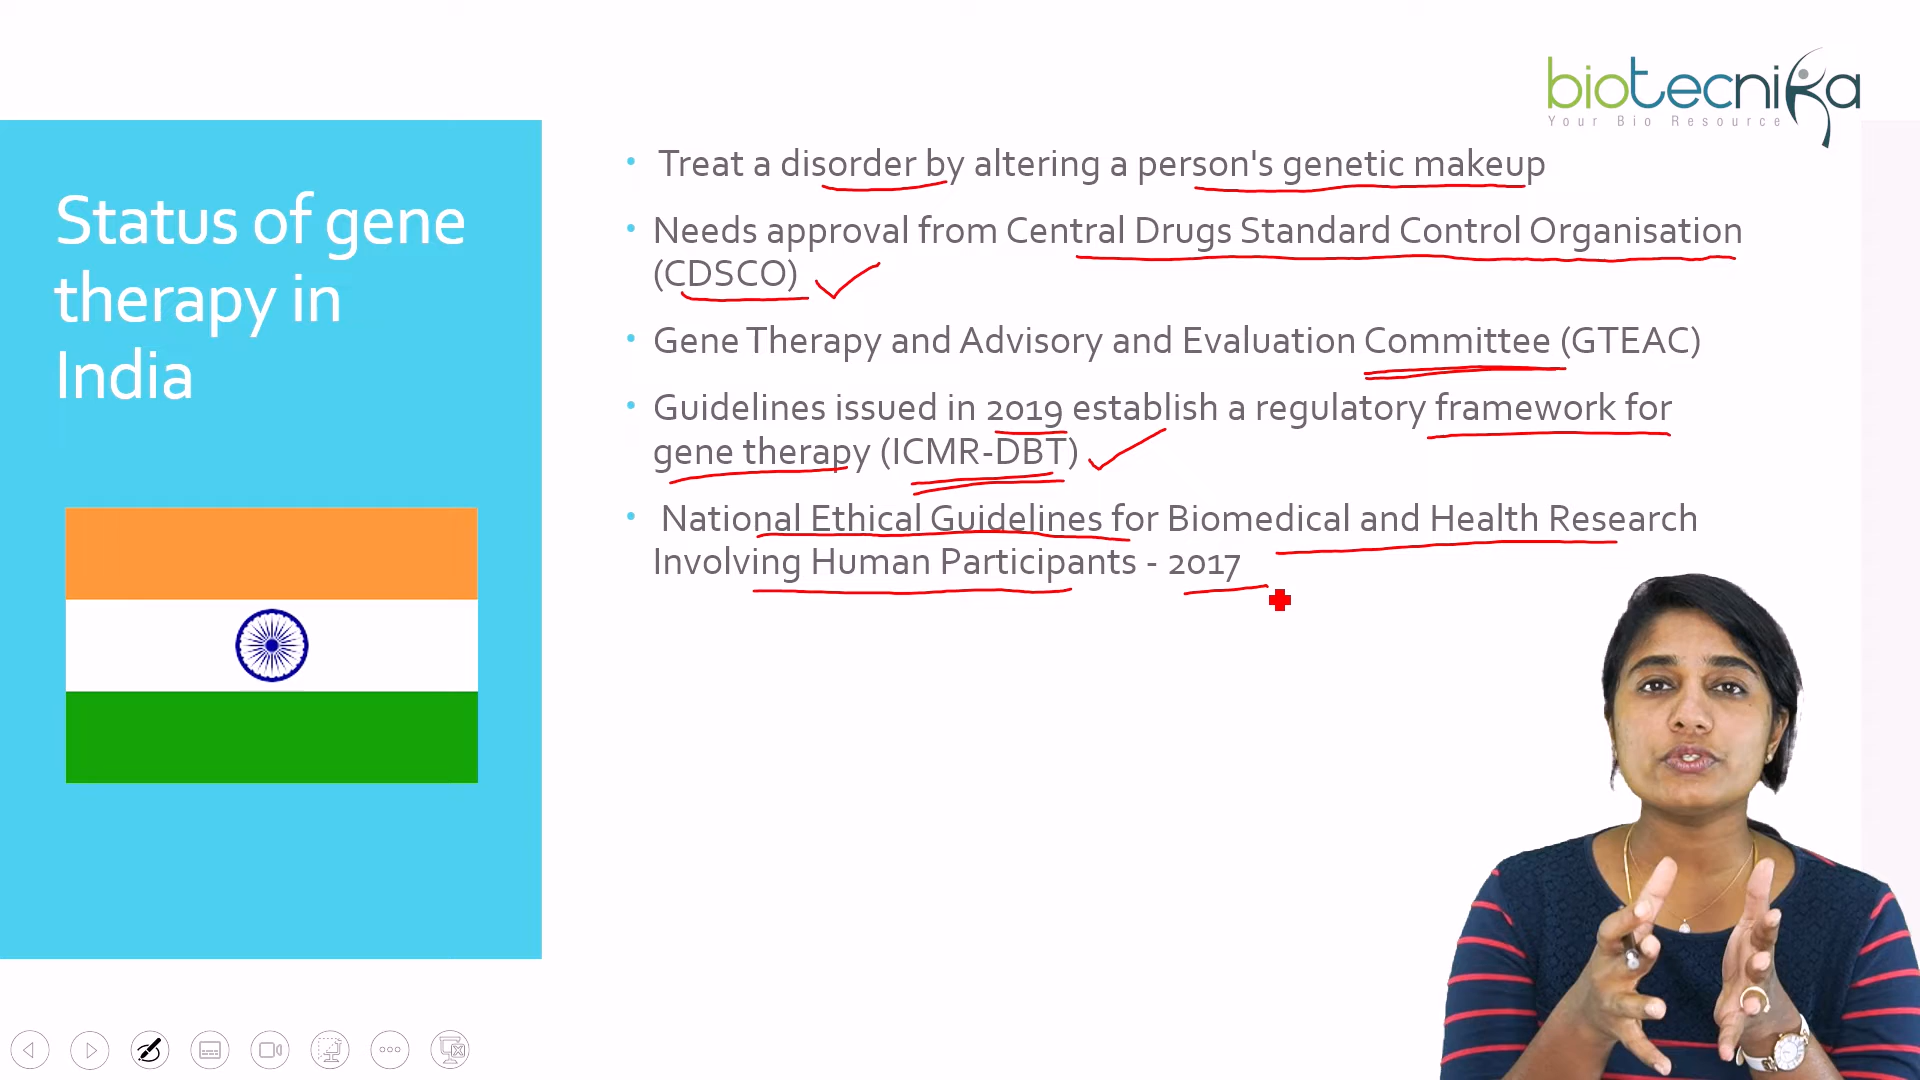 biotecnika
Your Bio Resource
Status of gene
therapy in
India
• Treat a disorder by altering a person's genetic makeup
• Needs approval from Central Drugs Standard Control Organisation
(CDSCO)
• Gene Therapy and Advisory and Evaluation Committee (GTEAC)
• Guidelines issued in 2019 establish a regulatory framework for
gene therapy (ICMR-DBT)
• National Ethical Guidelines for Biomedical and Health Research
Involving Human Participants - 2017